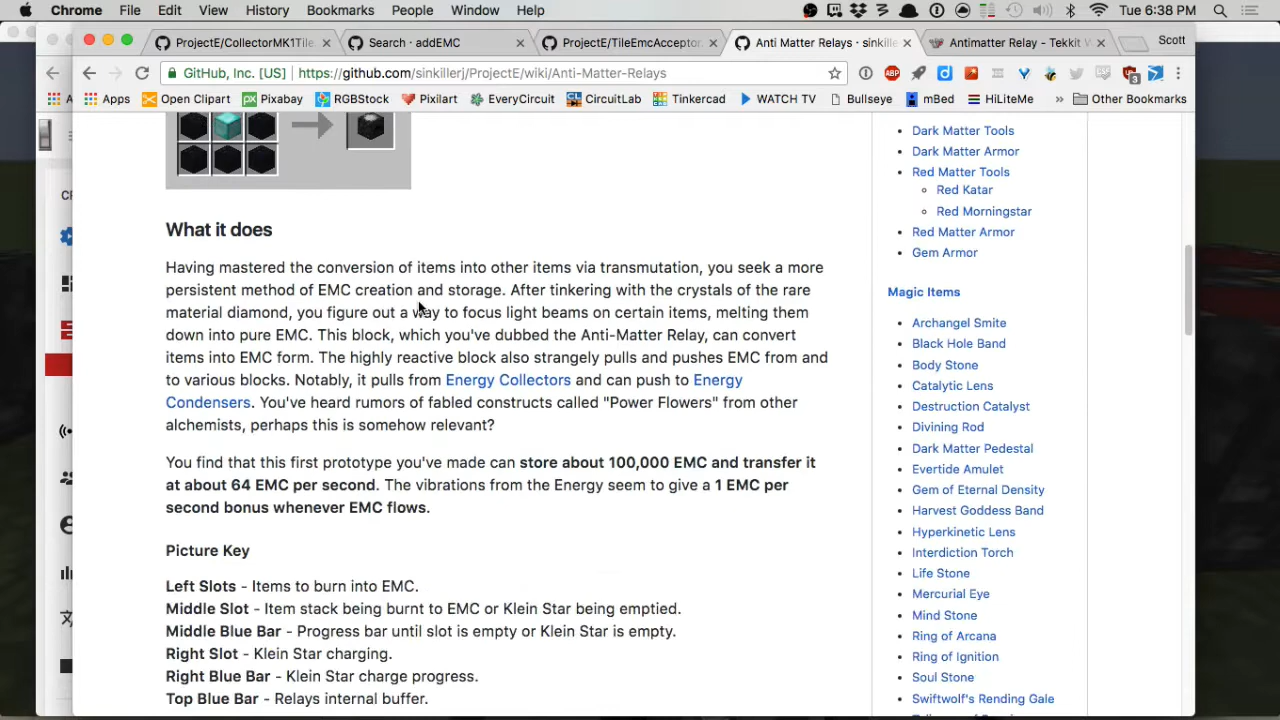 Chrome File Edit View History Bookmarks People Window Help Tue 6:38 PM
ProjectE/CollectorMK1Tile Search · addEMC ProjectE/TileEmcAcceptor. Anti Matter Relays · sinkille Antimatter Relay - Tekkit W Scott
GitHub, Inc. [US] https://github.com/sinkillerj/ProjectE/wiki/Anti-Matter-Relays
Apps Open Clipart Pixabay RGBStock Pixlart EveryCircuit CircuitLab Tinkercad WATCH TV Bullseye mBed HiLiteMe » Other Bookmarks
What it does
Having mastered the conversion of items into other items via transmutation, you seek a more
persistent method of EMC creation and storage. After tinkering with the crystals of the rare
material diamond, you figure out a way to focus light beams on certain items, melting them
down into pure EMC. This block, which you've dubbed the Anti-Matter Relay, can convert
items into EMC form. The highly reactive block also strangely pulls and pushes EMC from and
to various blocks. Notably, it pulls from Energy Collectors and can push to Energy
Condensers. You've heard rumors of fabled constructs called "Power Flowers" from other
alchemists, perhaps this is somehow relevant?
You find that this first prototype you've made can store about 100,000 EMC and transfer it
at about 64 EMC per second. The vibrations from the Energy seem to give a 1 EMC per
second bonus whenever EMC flows.
Picture Key
Left Slots - Items to burn into EMC.
Middle Slot - Item stack being burnt to EMC or Klein Star being emptied.
Middle Blue Bar - Progress bar until slot is empty or Klein Star is empty.
Right Slot - Klein Star charging.
Right Blue Bar - Klein Star charge progress.
Top Blue Bar - Relays internal buffer.
Dark Matter Tools
Dark Matter Armor
Red Matter Tools
Red Katar
Red Morningstar
Red Matter Armor
Gem Armor
Magic Items
Archangel Smite
Black Hole Band
Body Stone
Catalytic Lens
Destruction Catalyst
Divining Rod
Dark Matter Pedestal
Evertide Amulet
Gem of Eternal Density
Harvest Goddess Band
Hyperkinetic Lens
Interdiction Torch
Life Stone
Mercurial Eye
Mind Stone
Ring of Arcana
Ring of Ignition
Soul Stone
Swiftwolf's Rending Gale